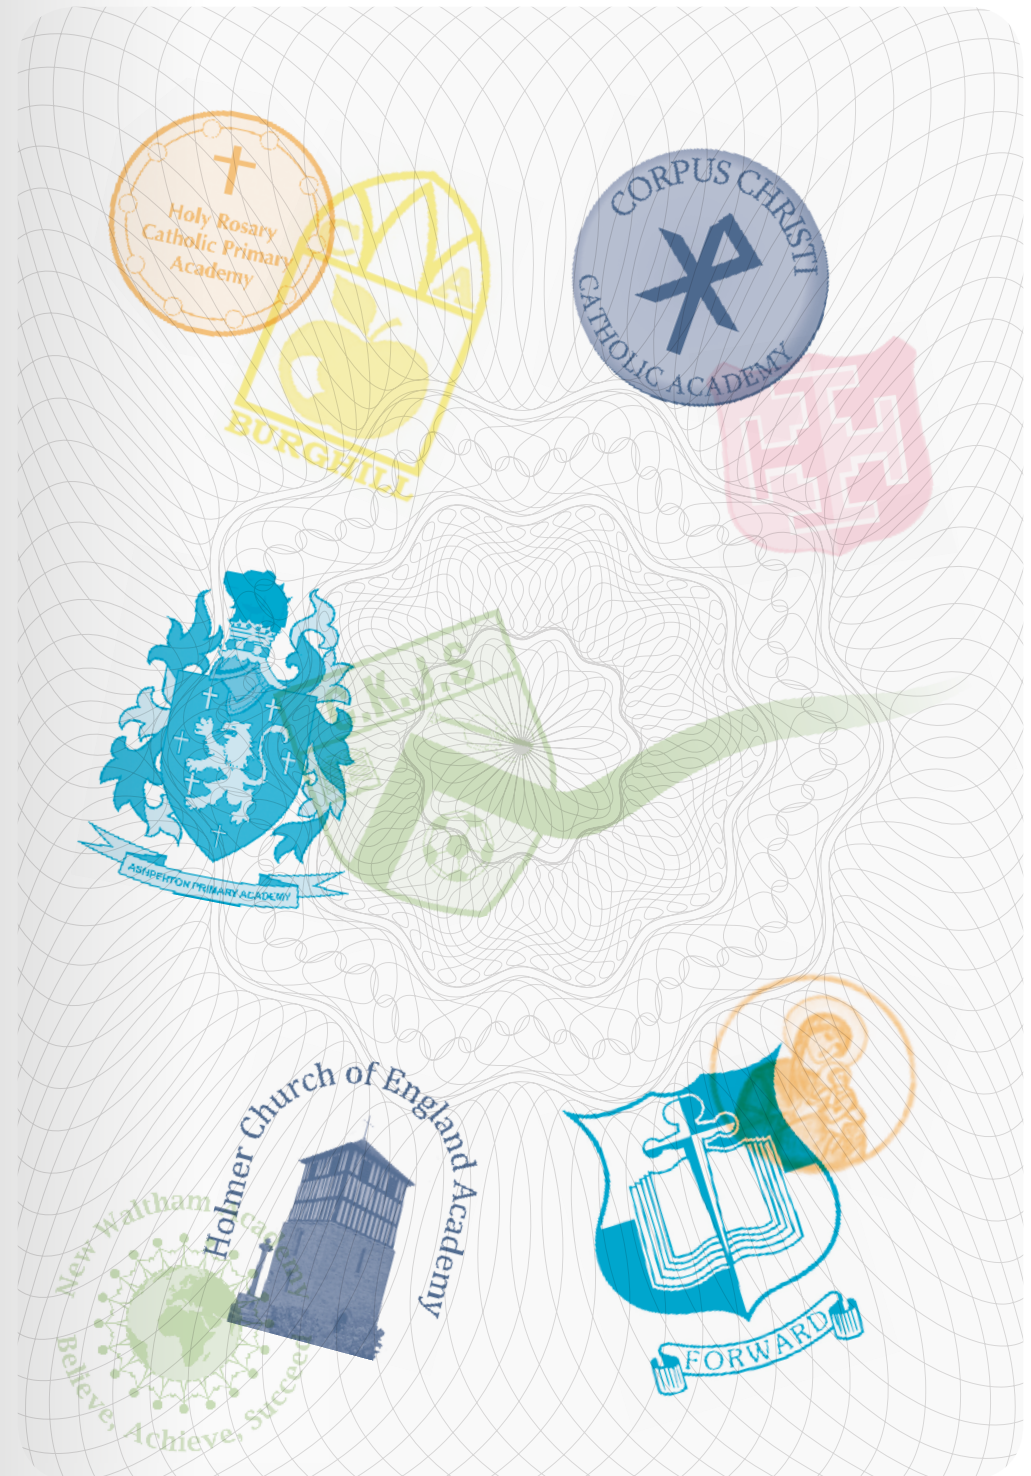 Holy Rosary
Catholic Primary
Academy
C
A
BURGHILL
CORPUS CHRISTI
CATHOLIC ACADEMY
.K.J.S
ASHPERTON PRIMARY ACADEMY
Holmer Church of England Academy
New Waltham Academy
Believe, Achieve, Succeed
FORWARD